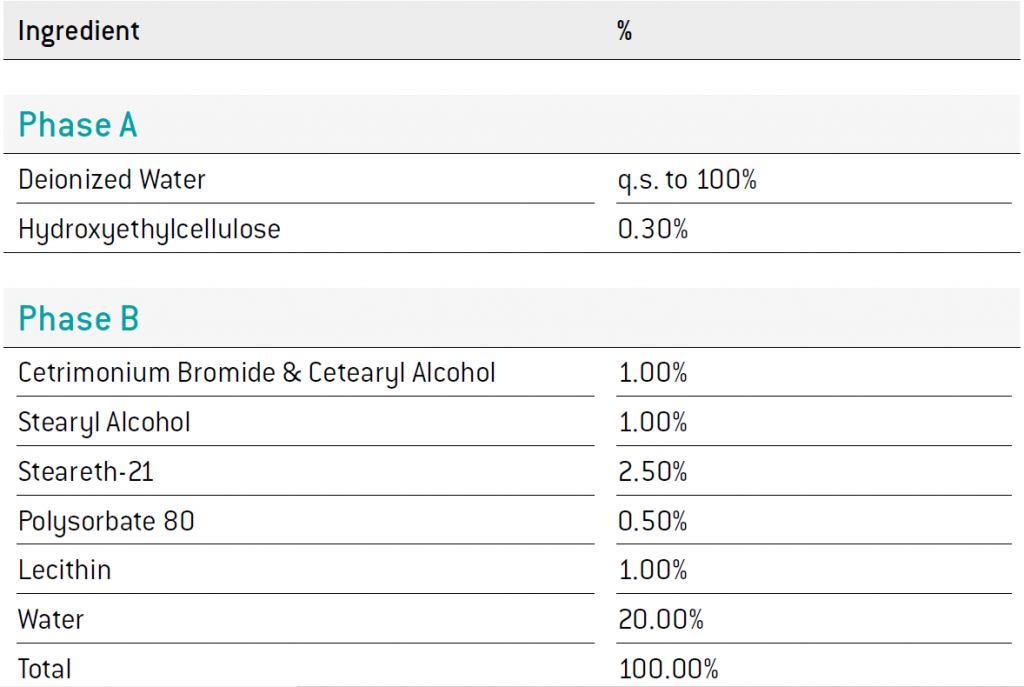 Ingredient %
Phase A
Deionized Water q.s. to 100%
Hydroxyethylcellulose 0.30%
Phase B
Cetrimonium Bromide & Cetearyl Alcohol 1.00%
Stearyl Alcohol 1.00%
Steareth-21 2.50%
Polysorbate 80 0.50%
Lecithin 1.00%
Water 20.00%
Total 100.00%